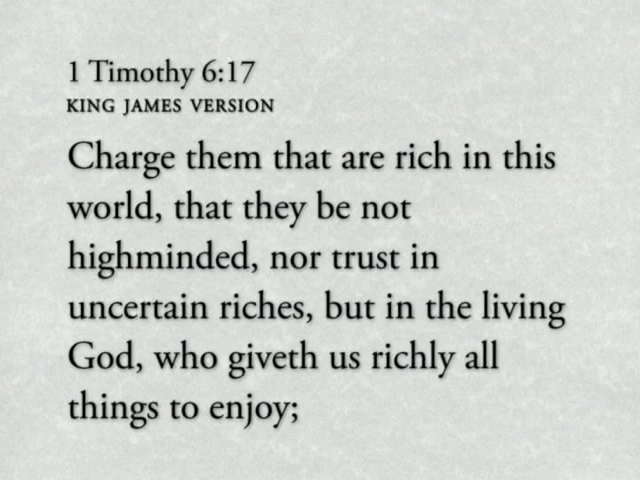 1 Timothy 6:17
KING JAMES VERSION
Charge them that are rich in this
world, that they be not
highminded, nor trust in
uncertain riches, but in the living
God, who giveth us richly all
things to enjoy;